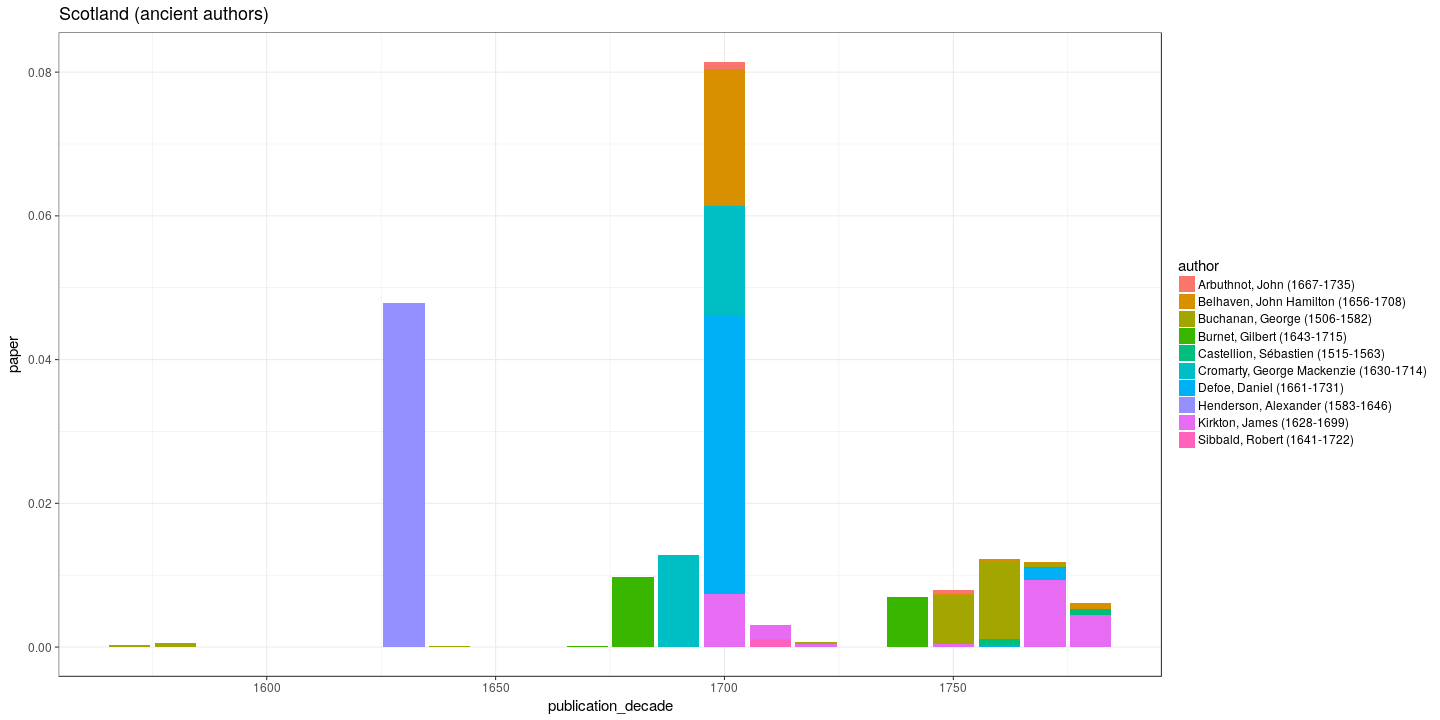 Scotland (ancient authors)
0.08
0.06
0.04
0.02
0.00
paper
1600
1650
1700
1750
publication_decade
author
Arbuthnot, John (1667-1735)
Belhaven, John Hamilton (1656-1708)
Buchanan, George (1506-1582)
Burnet, Gilbert (1643-1715)
Castellion, Sébastien (1515-1563)
Cromarty, George Mackenzie (1630-1714)
Defoe, Daniel (1661-1731)
Henderson, Alexander (1583-1646)
Kirkton, James (1628-1699)
Sibbald, Robert (1641-1722)